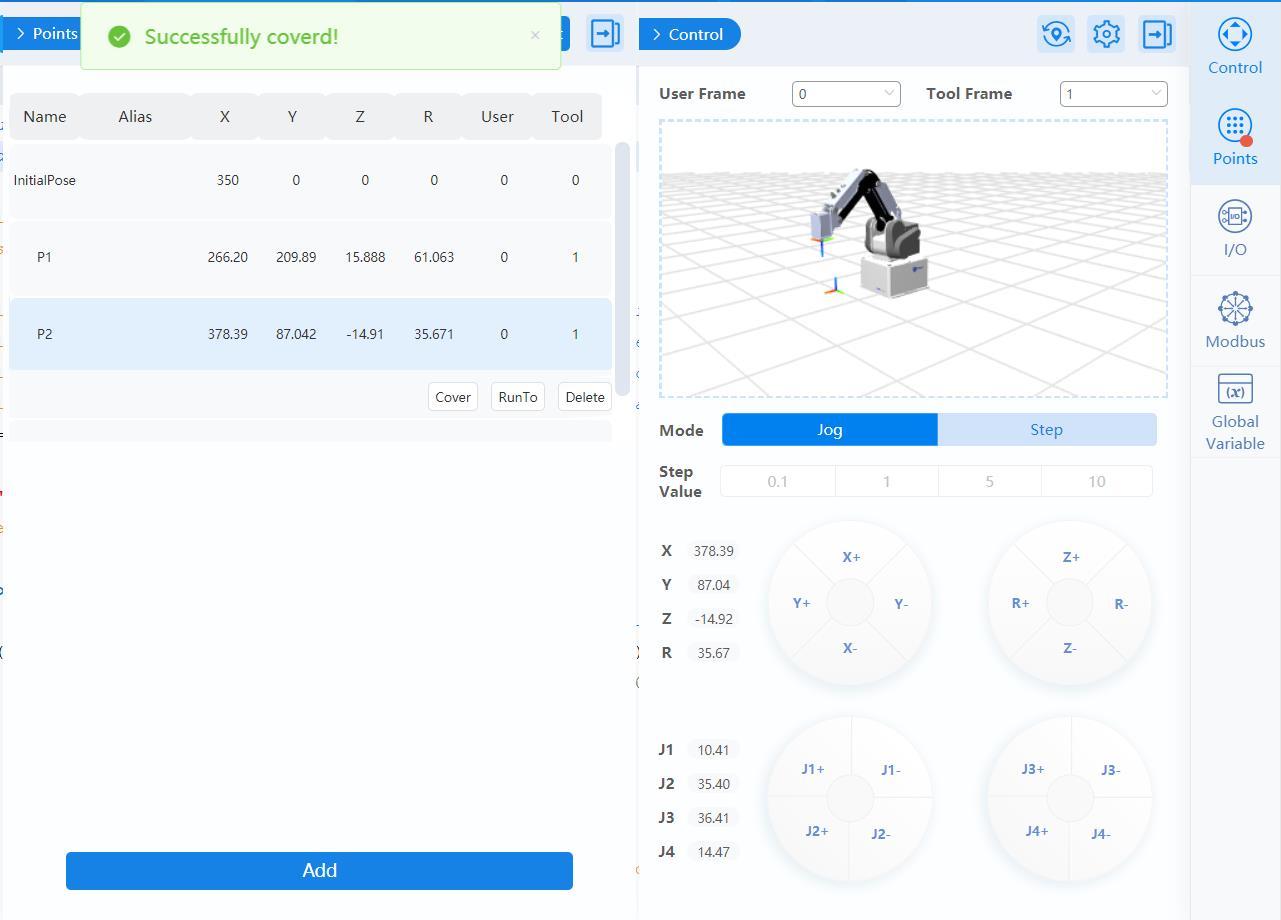 Points
Successfully coverd!
×
Control
Control
Name Alias X Y Z R User Tool
InitialPose 350 0 0 0 0 0
P1 266.20 209.89 15.888 61.063 0 1
P2 378.39 87.042 -14.91 35.671 0 1
Cover RunTo Delete
Add
User Frame 0 Tool Frame 1
Mode Jog Step
Step Value 0.1 1 5 10
X 378.39
Y 87.04
Z -14.92
R 35.67
X+
Y+ Y-
X-
Z+
R+ R-
Z-
J1 10.41
J2 35.40
J3 36.41
J4 14.47
J1+ J1-
J2+ J2-
J3+ J3-
J4+ J4-
Points
I/O
I/O
Modbus
(x)
Global
Variable